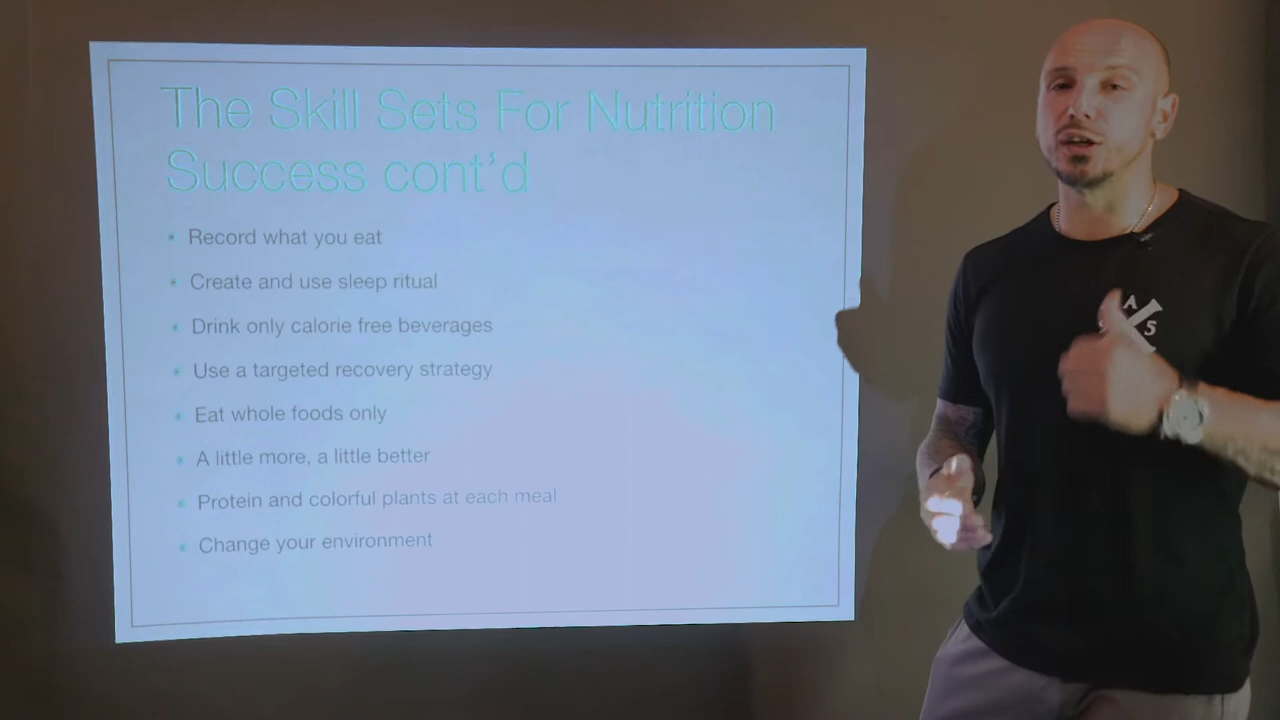 The Skill Sets For Nutrition
Success cont'd
Record what you eat
Create and use sleep ritual
Drink only calorie free beverages
Use a targeted recovery strategy
Eat whole foods only
A little more, a little better
Protein and colorful plants at each meal
Change your environment
A
5